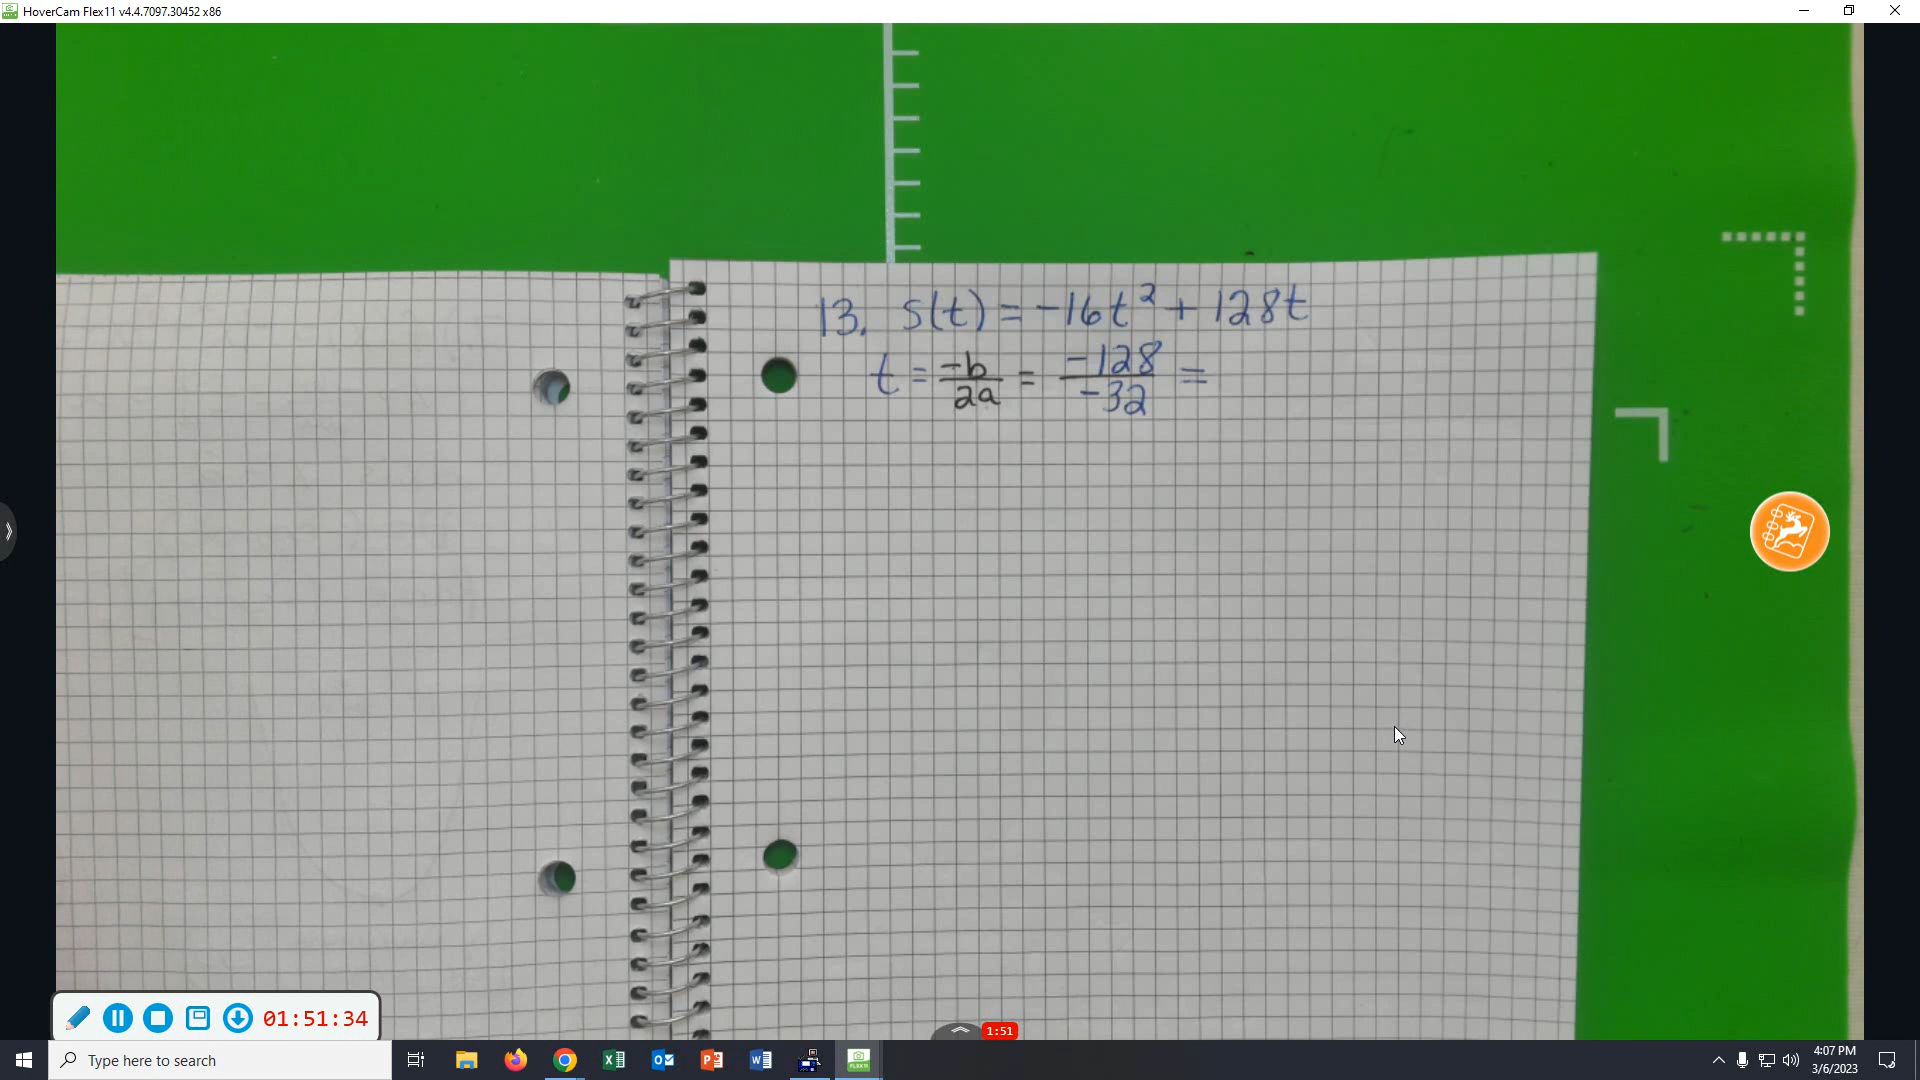 HoverCam Flex11 v4.4.7097.30452 x86
13. s(t) = -16t² + 128t
t = -b/2a = -128/-32 =
01:51:34
1:51
Type here to search
4:07 PM
3/6/2023